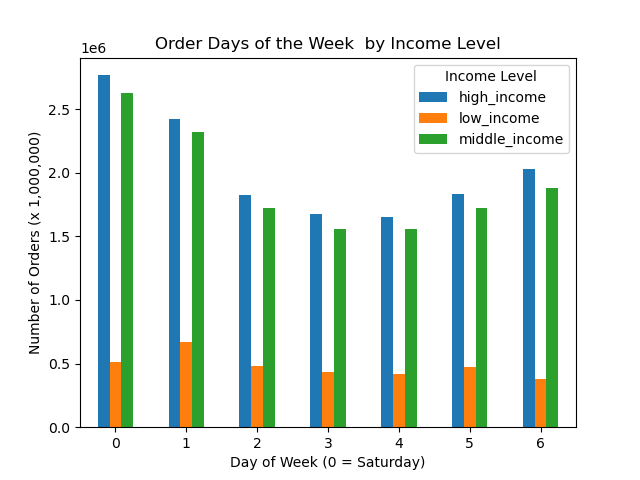 Order Days of the Week  by Income Level
1e6
Income Level
high_income
low_income
middle_income
2.5
2.0
1.5
1.0
0.5
0.0
Number of Orders (x 1,000,000)
0 1 2 3 4 5 6
Day of Week (0 = Saturday)